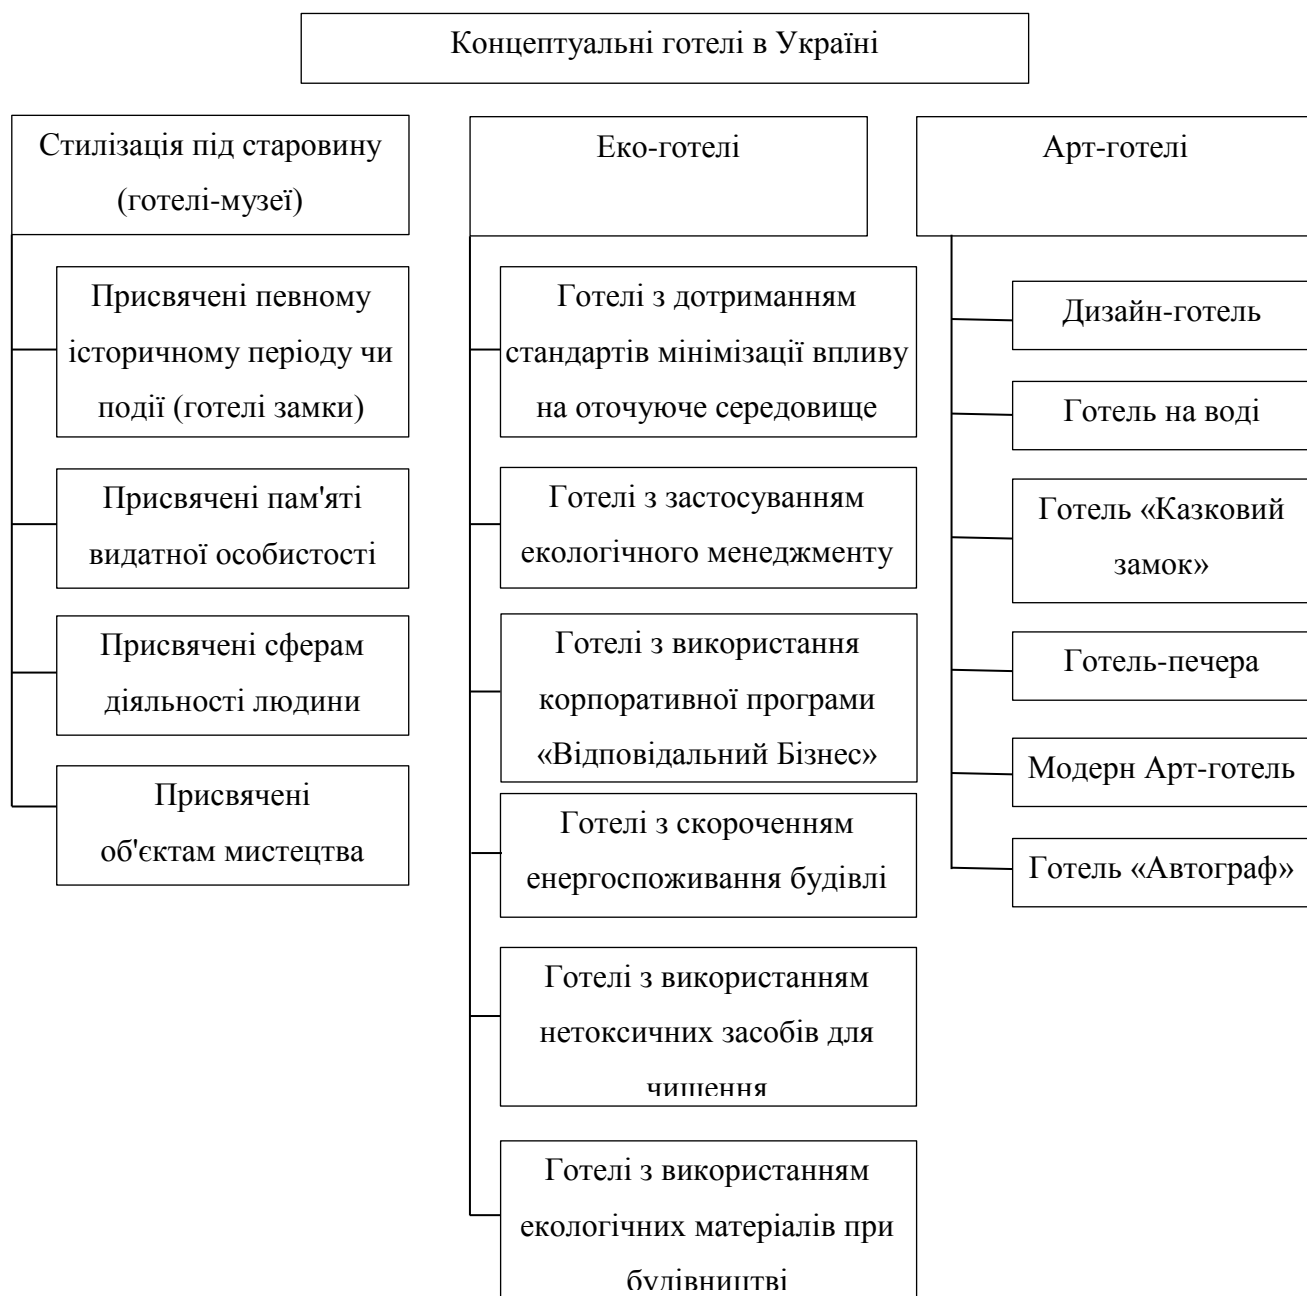 Концептуальні готелі в Україні
Стилізація під старовину
(готелі-музеї)
Присвячені певному
історичному періоду чи
події (готелі замки)
Присвячені пам'яті
видатної особистості
Присвячені сферам
діяльності людини
Присвячені
об'єктам мистецтва
Еко-готелі
Готелі з дотриманням
стандартів мінімізації впливу
на оточуюче середовище
Готелі з застосуванням
екологічного менеджменту
Готелі з використання
корпоративної програми
«Відповідальний Бізнес»
Готелі з скороченням
енергоспоживання будівлі
Готелі з використанням
нетоксичних засобів для
чищення
Готелі з використанням
екологічних матеріалів при
будівництві
Арт-готелі
Дизайн-готель
Готель на воді
Готель «Казковий
замок»
Готель-печера
Модерн Арт-готель
Готель «Автограф»